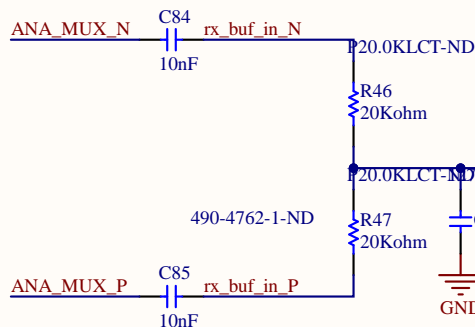 C84
ANA_MUX_N
rx_buf_in_N
10nF
P20.0KLCT-ND
R46
20Kohm
P20.0KLCT-ND
490-4762-1-ND
R47
20Kohm
C85
ANA_MUX_P
rx_buf_in_P
10nF
GND